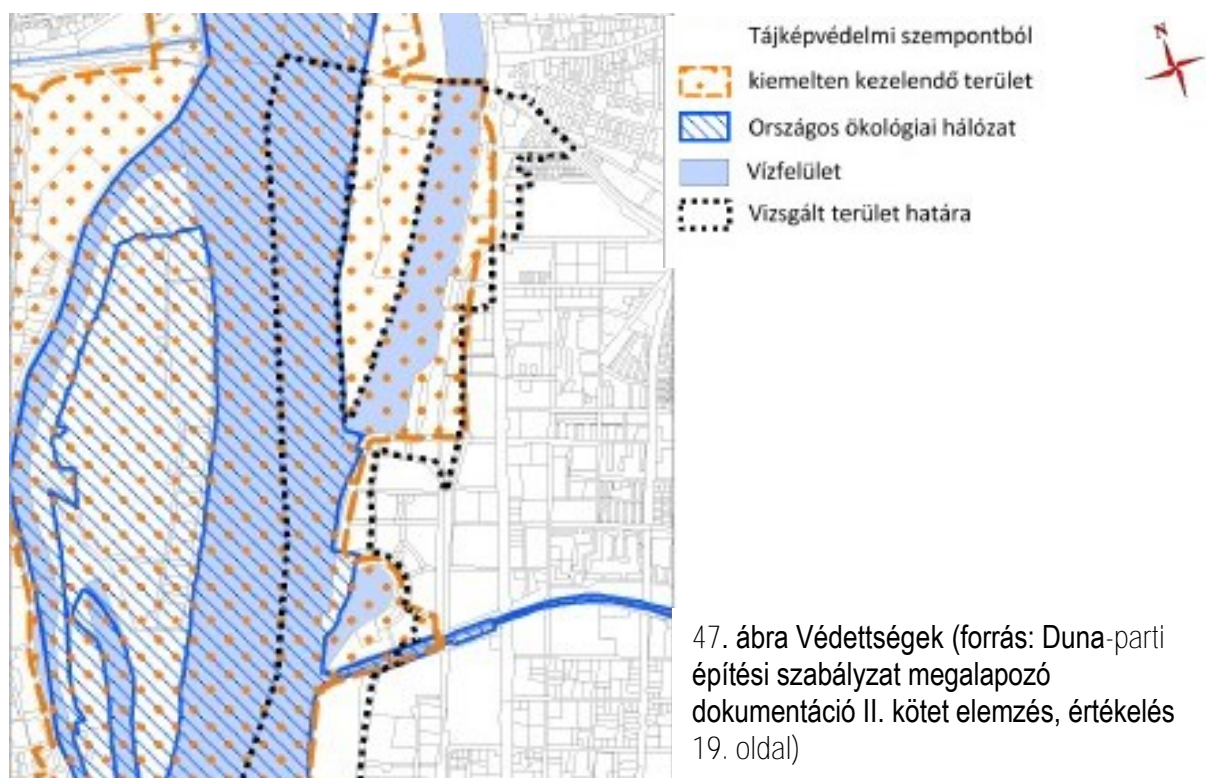 Tájképvédelmi szempontból
kiemelten kezelendő terület
Országos ökológiai hálózat
Vízfelület
Vizsgált terület határa
N
47. ábra Védettségek (forrás: Duna-parti
építési szabályzat megalapozó
dokumentáció II. kötet elemzés, értékelés
19. oldal)